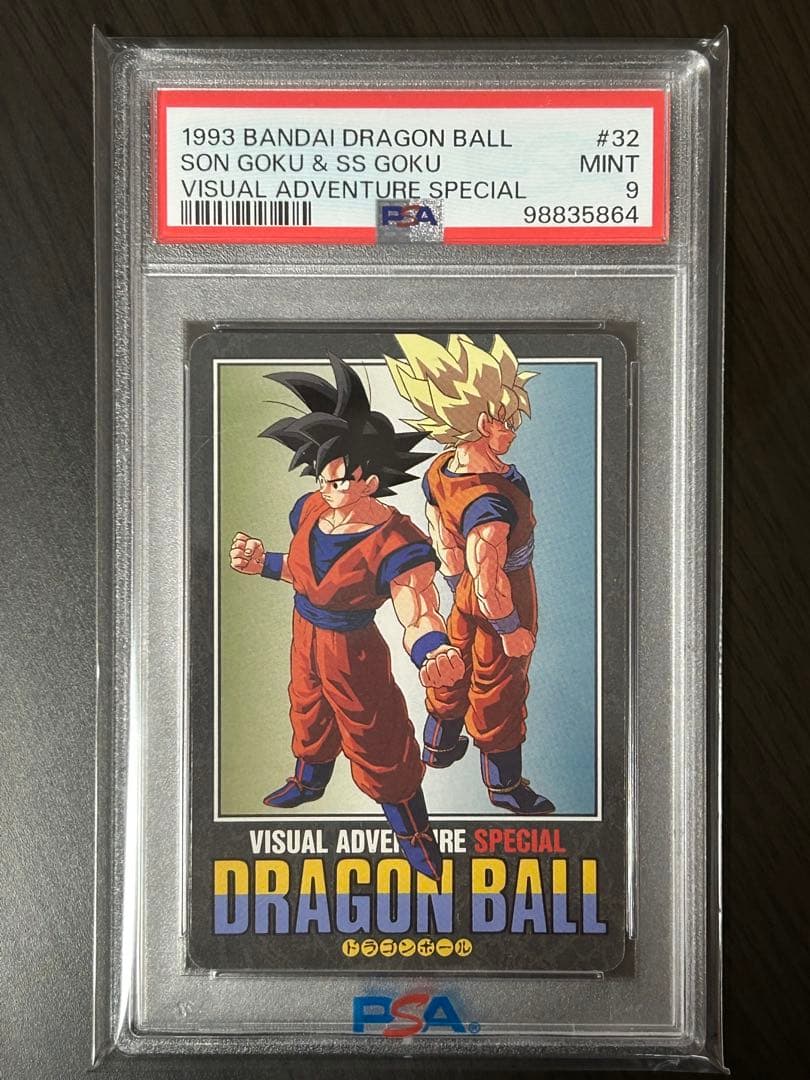 1993 BANDAI DRAGON BALL #32
SON GOKU & SS GOKU MINT
VISUAL ADVENTURE SPECIAL 9
PSA 98835864
VISUAL ADVENTURE SPECIAL
DRAGON BALL
ドラゴンボール
PSA®